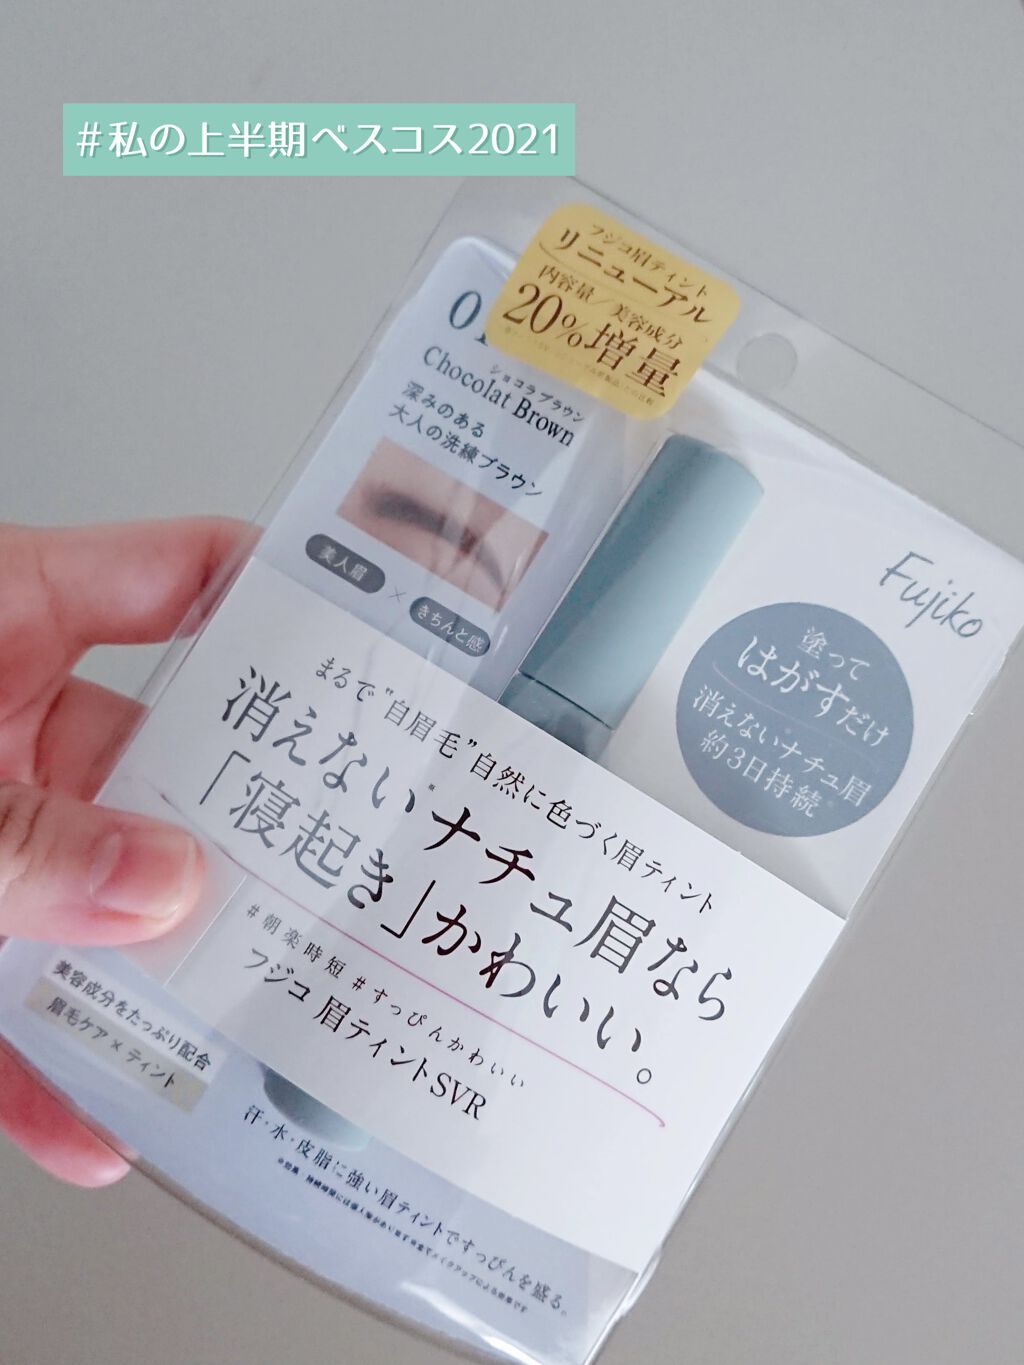 #私の上半期ベスコス2021
フジコ眉ティント
リニューアル
内容量/美容成分
20%増量
01
ショコラブラウン
Chocolat Brown
深みのある
大人の洗練ブラウン
美人眉
×
きちんと感
Fujiko
塗って
はがすだけ
消えないナチュ眉
約3日持続
まるで"自眉毛"自然に色づく眉ティント
消えないナチュ眉なら
「寝起き」かわいい。
#朝楽時短#すっぴんかわいい
フジコ 眉ティントSVR
美容成分をたっぷり配合
眉毛ケア×ティント
汗・水・皮脂に強い眉ティントですっぴんを盛る。